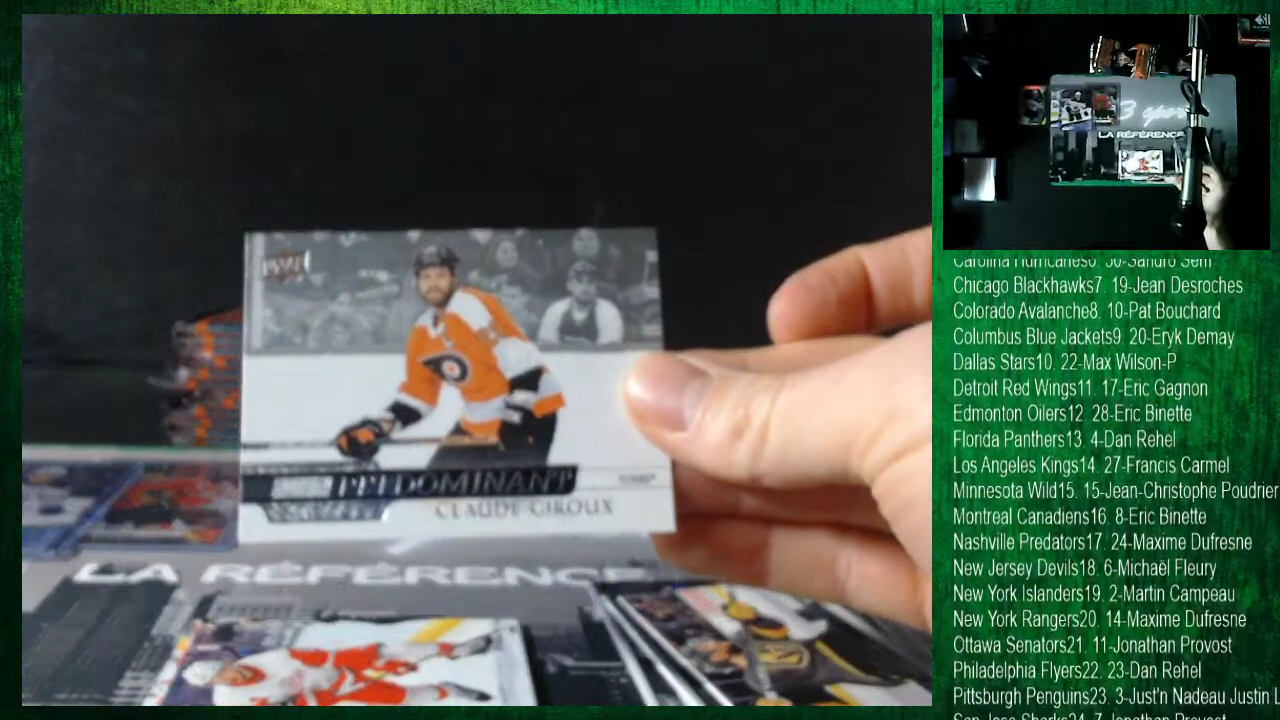 PREDOMINANT
CLAUDE GIROUX
LA RÉFÉRENCE
LA RÉFÉRENCE
Chicago Blackhawks7. 19-Jean Desroches
Colorado Avalanche8. 10-Pat Bouchard
Columbus Blue Jackets9. 20-Eryk Demay
Dallas Stars10. 22-Max Wilson-P
Detroit Red Wings11. 17-Eric Gagnon
Edmonton Oilers12. 28-Eric Binette
Florida Panthers13. 4-Dan Rehel
Los Angeles Kings14. 27-Francis Carmel
Minnesota Wild15. 15-Jean-Christophe Poudrier
Montreal Canadiens16. 8-Eric Binette
Nashville Predators17. 24-Maxime Dufresne
New Jersey Devils18. 6-Michaël Fleury
New York Islanders19. 2-Martin Campeau
New York Rangers20. 14-Maxime Dufresne
Ottawa Senators21. 11-Jonathan Provost
Philadelphia Flyers22. 23-Dan Rehel
Pittsburgh Penguins23. 3-Just'n Nadeau Justin